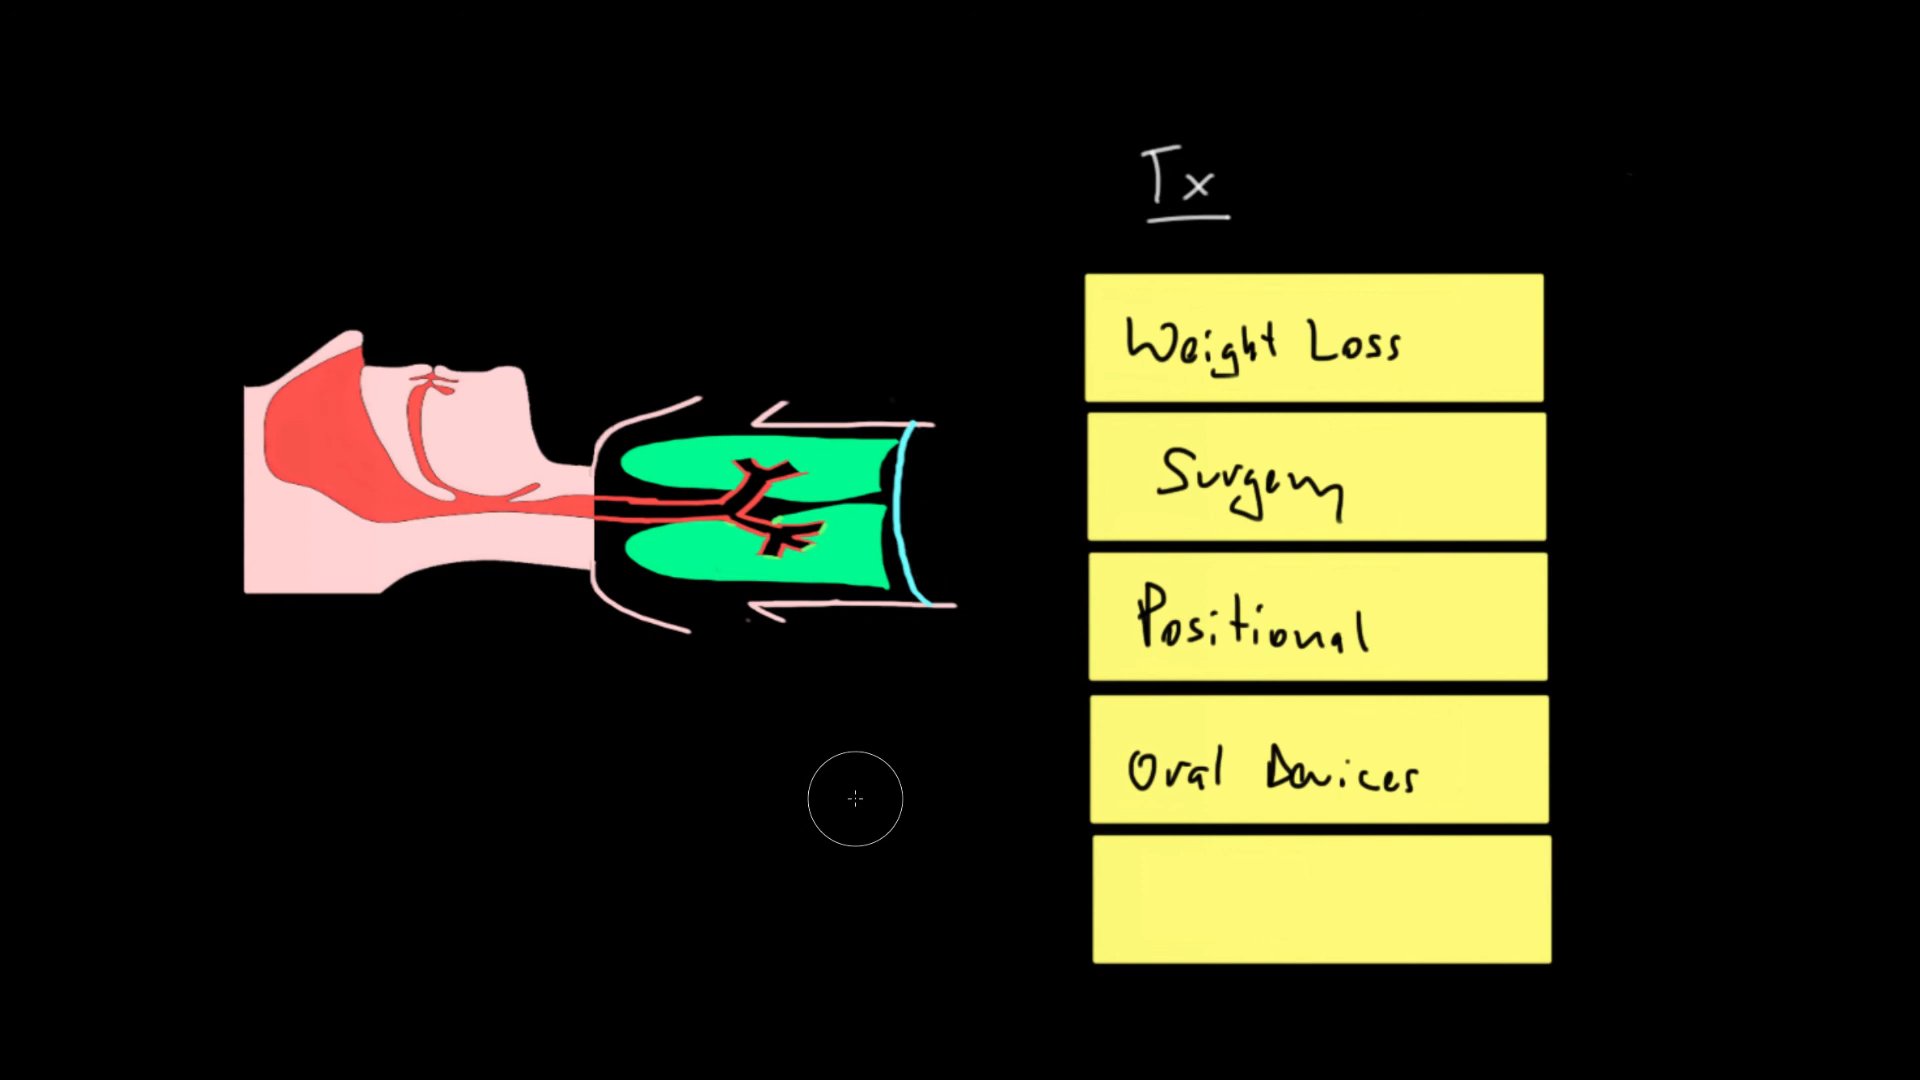 Tx
Weight Loss
Surgery
Positional
Oral Devices